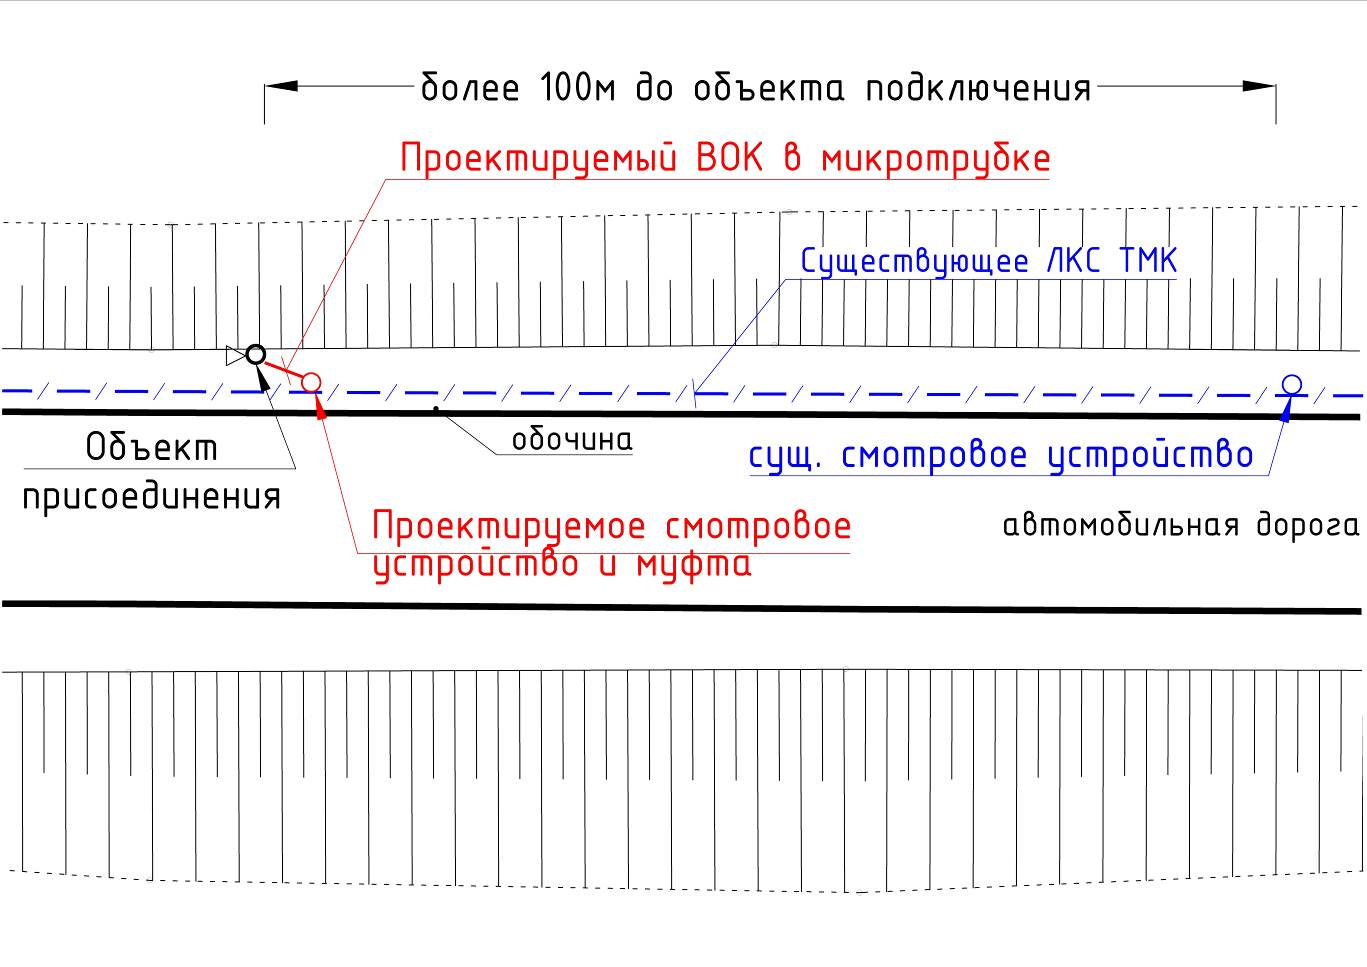 более 100м до объекта подключения
Проектируемый ВОК в микротрубке
Существующее ЛКС ТМК
обочина
Объект
присоединения
сущ. смотровое устройство
Проектируемое смотровое
устройство и муфта
автомобильная дорога